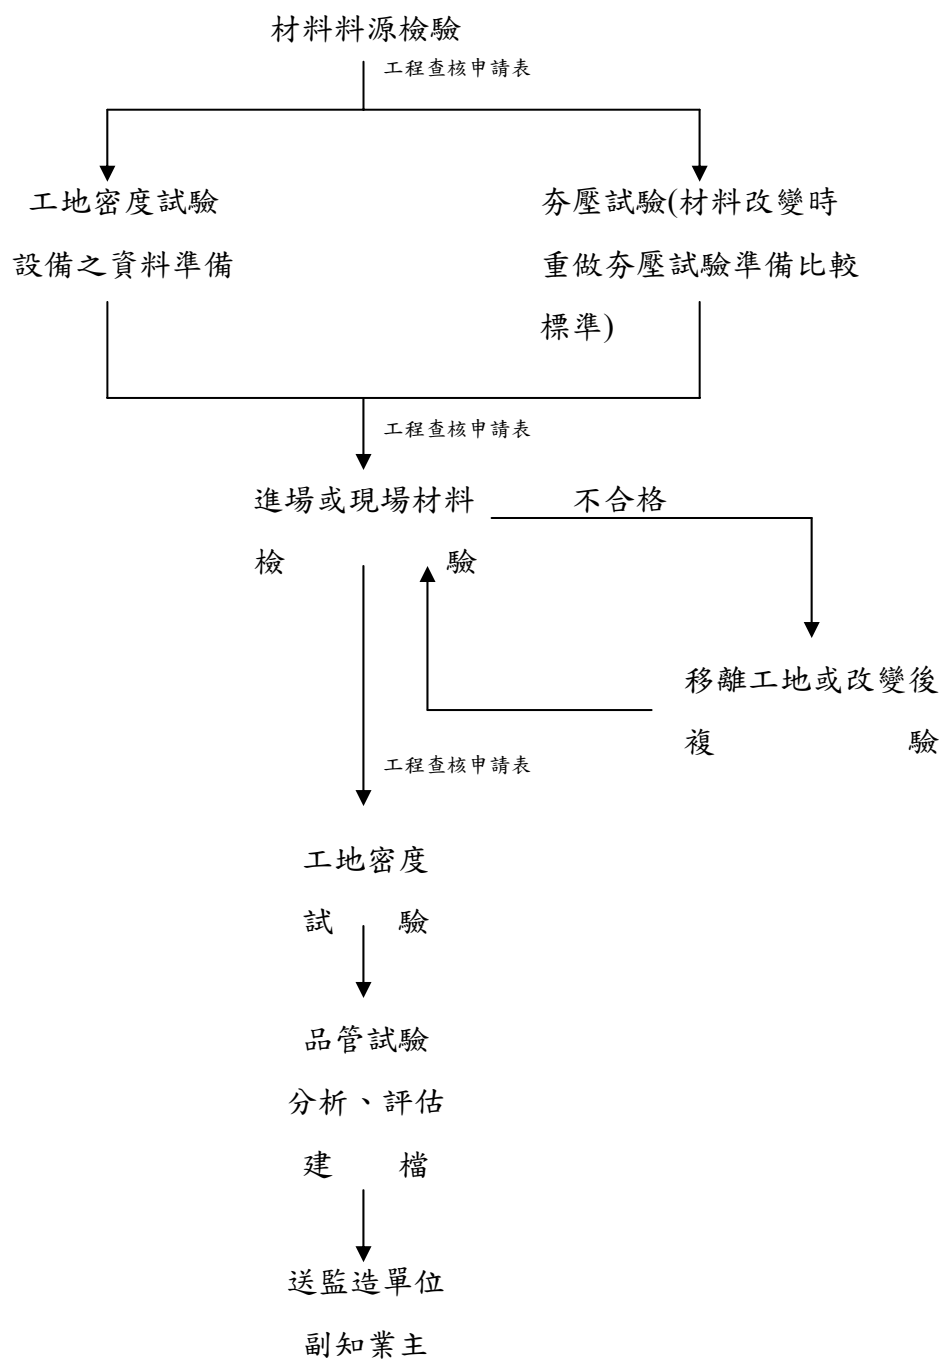 材料料源檢驗
工程查核申請表
工地密度試驗
設備之資料準備
夯壓試驗(材料改變時
重做夯壓試驗準備比較
標準)
工程查核申請表
進場或現場材料
檢驗
不合格
移離工地或改變後
複驗
工程查核申請表
工地密度
試驗
品管試驗
分析、評估
建檔
送監造單位
副知業主